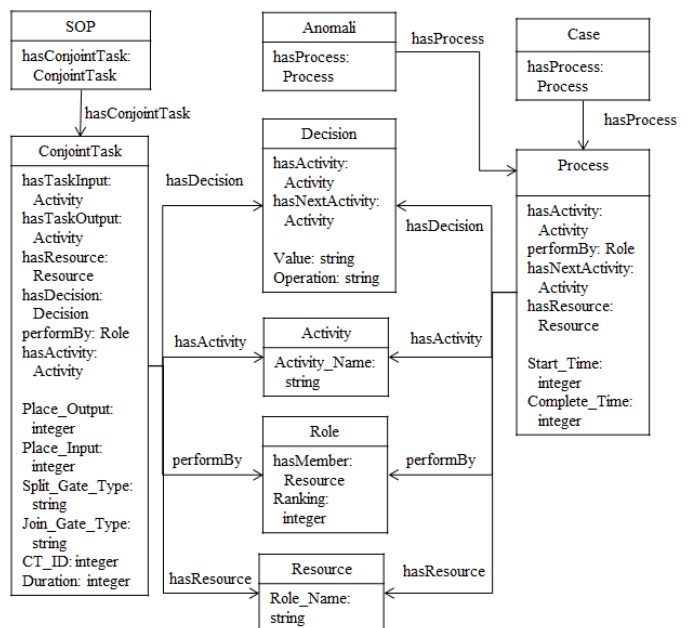 SOP
hasConjointTask:
ConjointTask
hasConjointTask
Anomali
hasProcess:
Process
hasProcess
Case
hasProcess:
Process
hasProcess
ConjointTask
hasTaskInput:
Activity
hasTaskOutput:
Activity
hasResource:
Resource
hasDecision:
Decision
performBy: Role
hasActivity:
Activity
Place_Output:
integer
Place_Input:
integer
Split_Gate_Type:
string
Join_Gate_Type:
string
CT_ID: integer
Duration: integer
hasDecision
hasActivity
performBy
hasResource
Decision
hasActivity:
Activity
hasNextActivity:
Activity
Value: string
Operation: string
Activity
Activity_Name:
string
Role
hasMember:
Resource
Ranking:
integer
Resource
Role_Name:
string
hasDecision
hasActivity
performBy
hasResource
Process
hasActivity:
Activity
performBy: Role
hasNextActivity:
Activity
hasResource:
Resource
Start_Time:
integer
Complete_Time:
integer